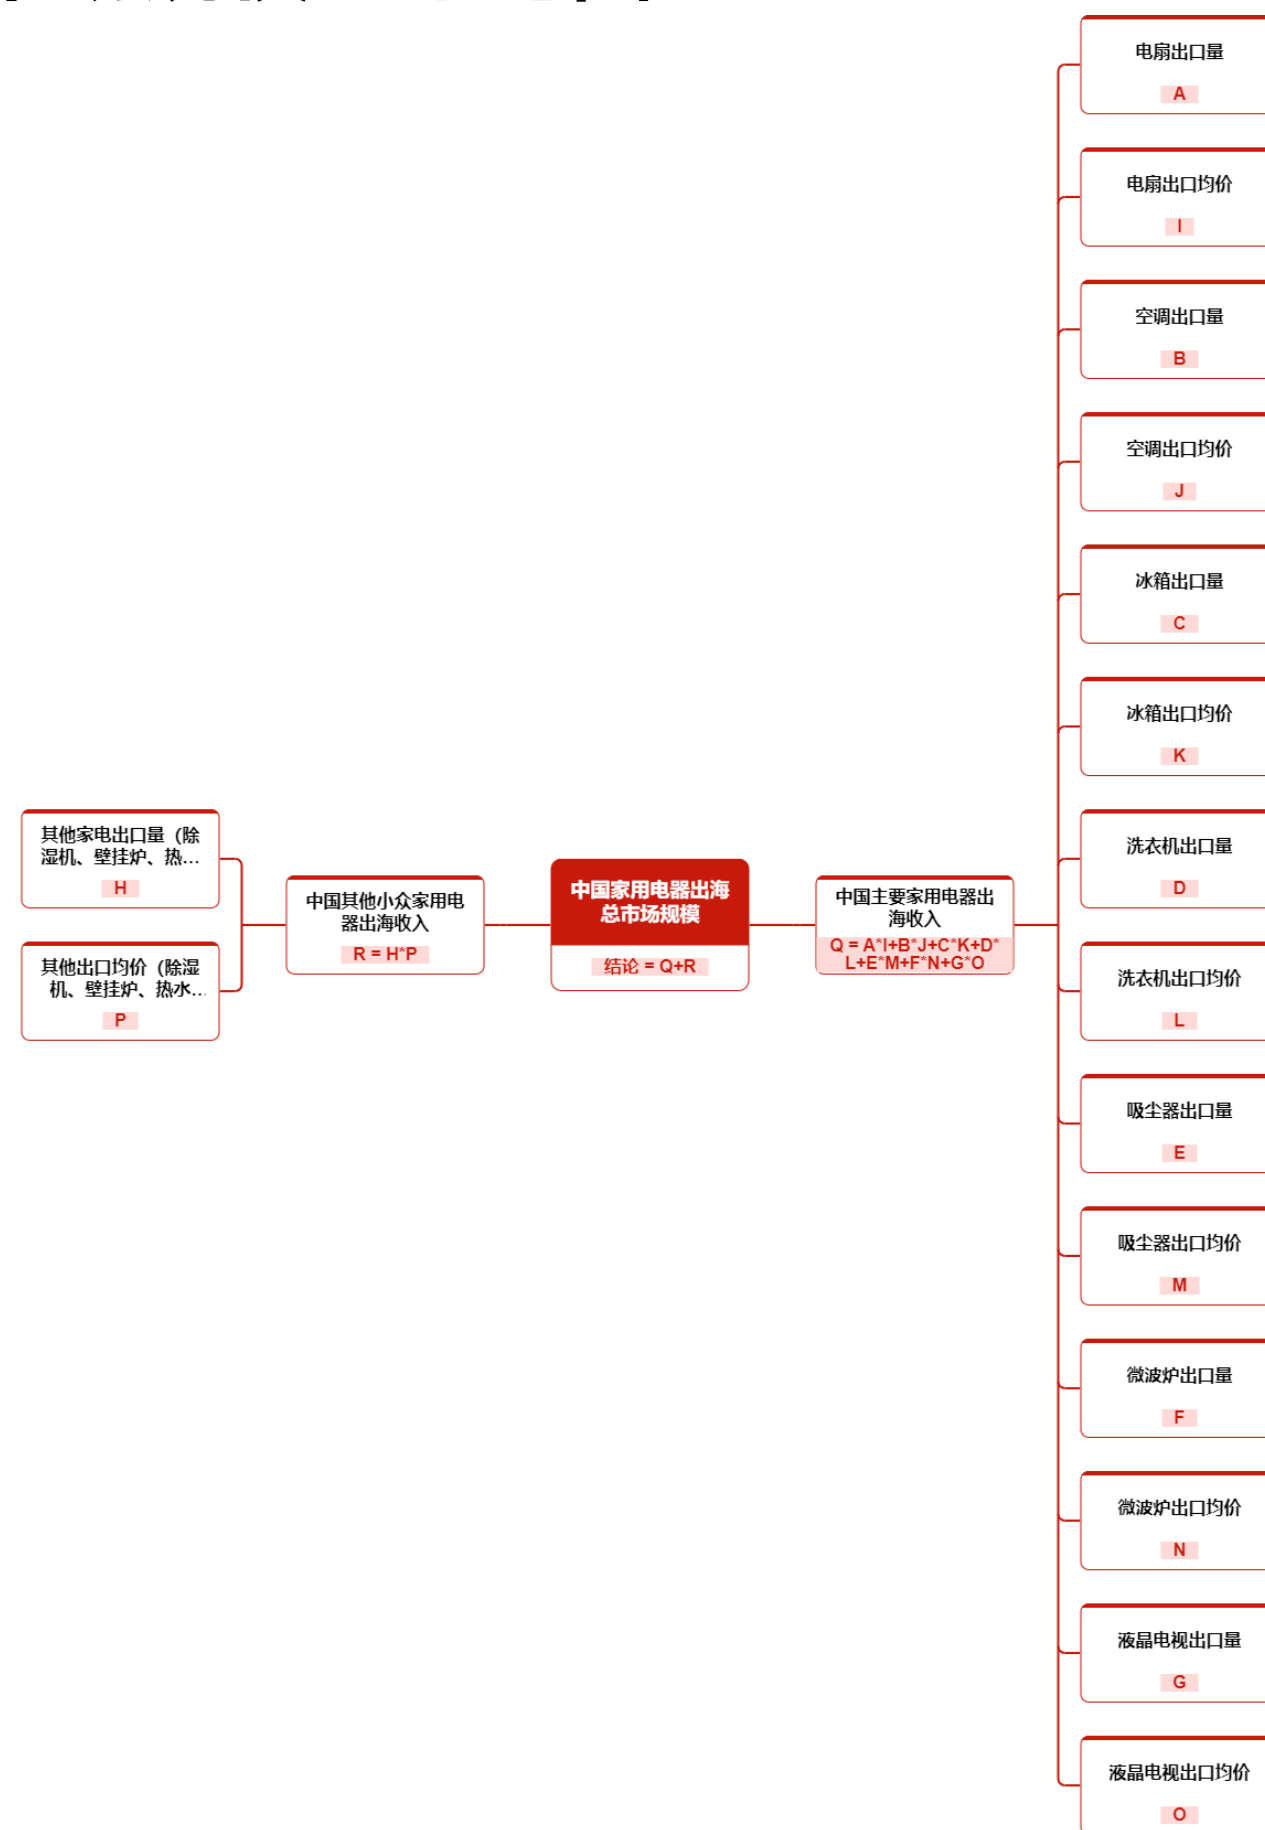 电扇出口量
A
电扇出口均价
I
空调出口量
B
空调出口均价
J
冰箱出口量
C
冰箱出口均价
K
洗衣机出口量
D
洗衣机出口均价
L
吸尘器出口量
E
吸尘器出口均价
M
微波炉出口量
F
微波炉出口均价
N
液晶电视出口量
G
液晶电视出口均价
O
中国主要家用电器出
海收入
Q = A*I+B*J+C*K+D*
L+E*M+F*N+G*O
中国家用电器出海
总市场规模
结论 = Q+R
中国其他小众家用电
器出海收入
R = H*P
其他家电出口量（除
湿机、壁挂炉、热...
H
其他出口均价（除湿
机、壁挂炉、热水...
P